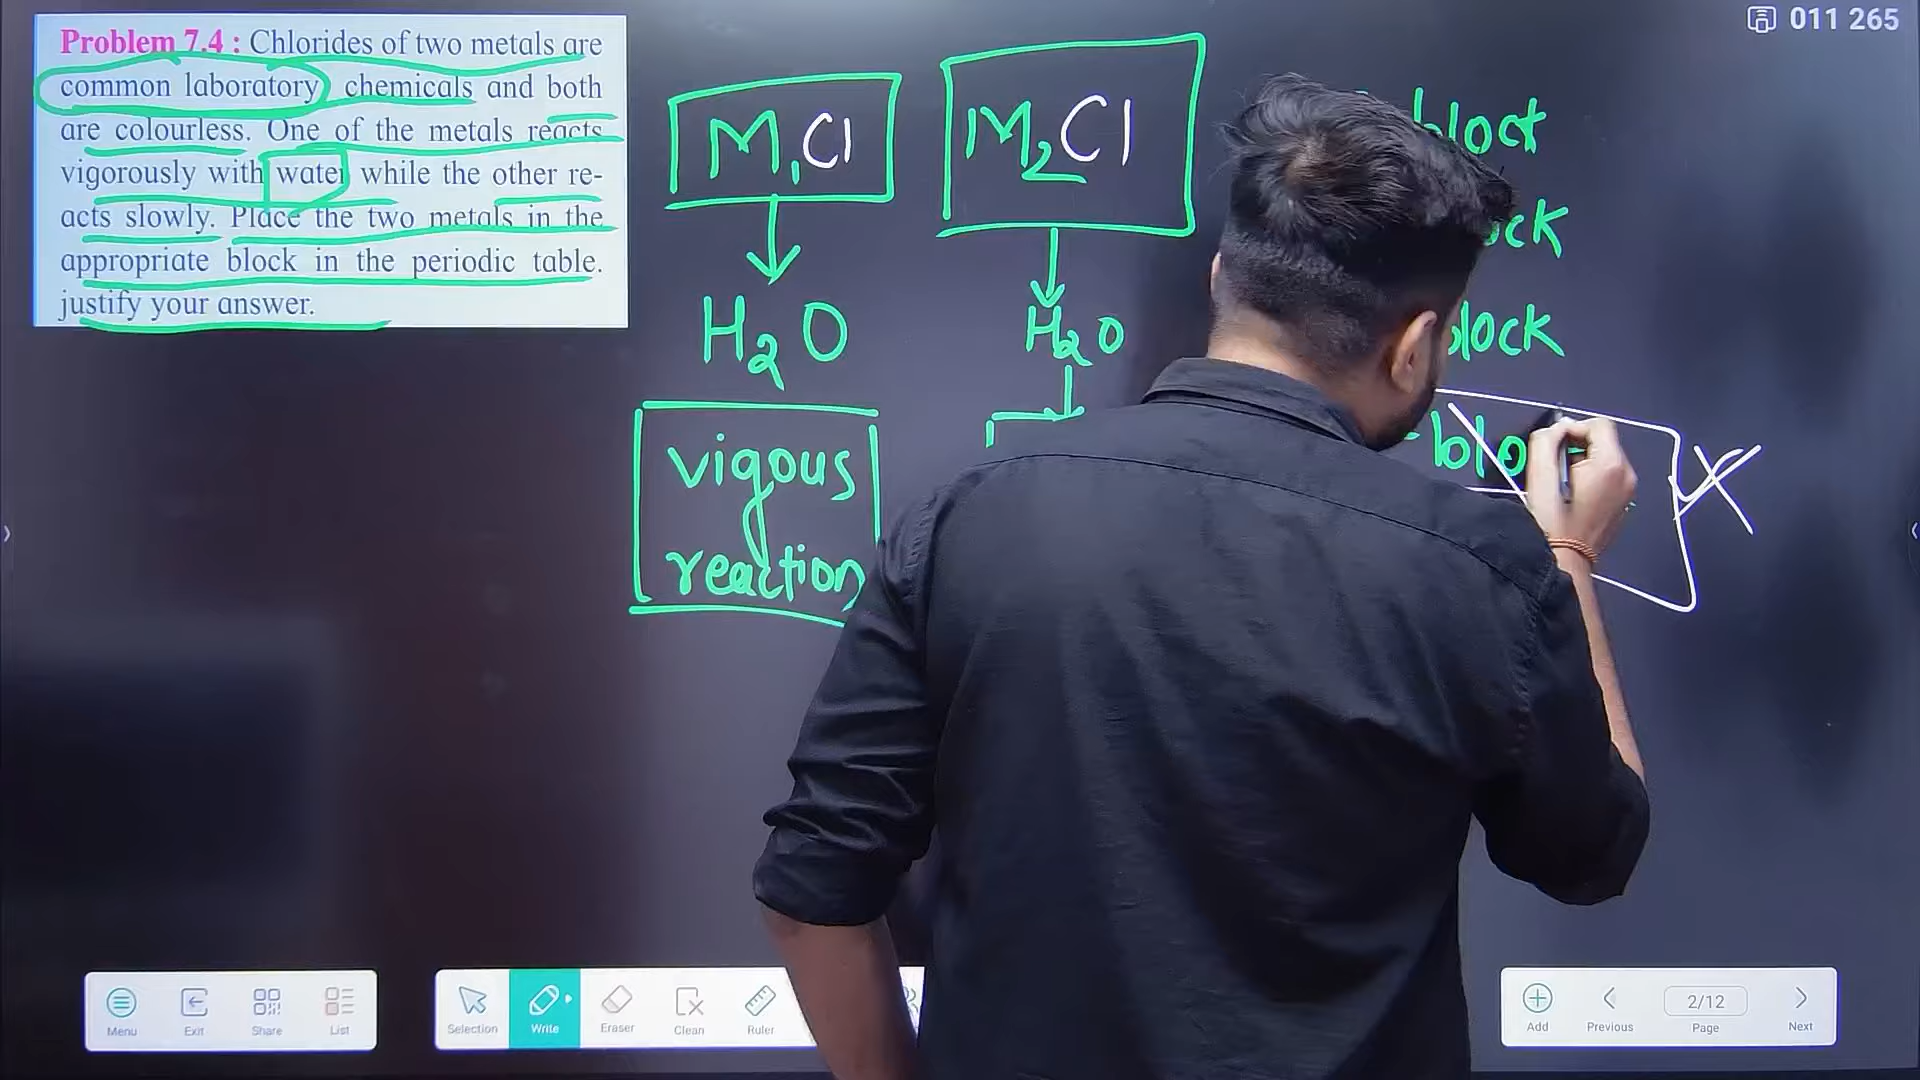 011 265
Problem 7.4 : Chlorides of two metals are
common laboratory chemicals and both
are colourless. One of the metals reacts
vigorously with water while the other re-
acts slowly. Place the two metals in the
appropriate block in the periodic table.
justify your answer.
M₁Cl
M₂Cl
H₂O
H₂O
vigous
reaction
block
block
Menu
Exit
Share
List
Selection
Write
Eraser
Clean
Ruler
Add
Previous
2/12
Page
Next